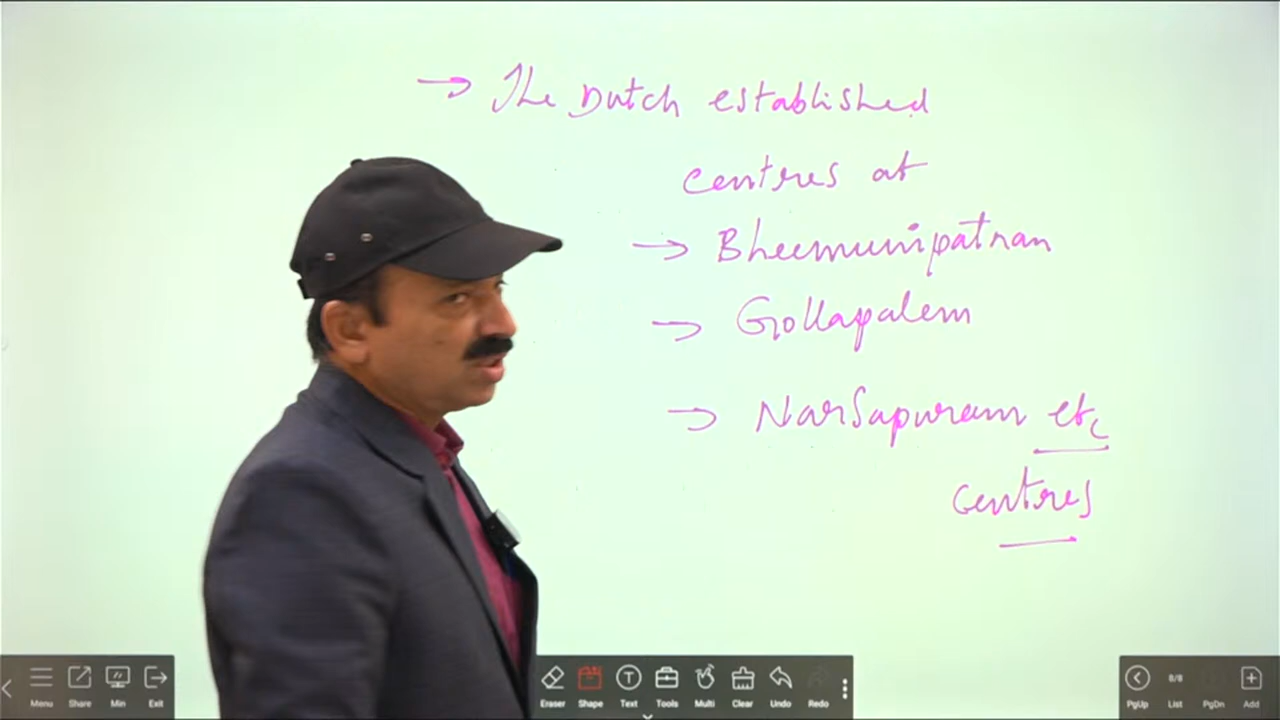 → The Dutch established
centres at
→ Bheemunipatnam
→ Gollapalem
→ Narsapuram etc
centres
Menu Share Min Exit
Eraser Shape Text Tools Multi Clear Undo Redo
8/8
PgUp List PgDn Add